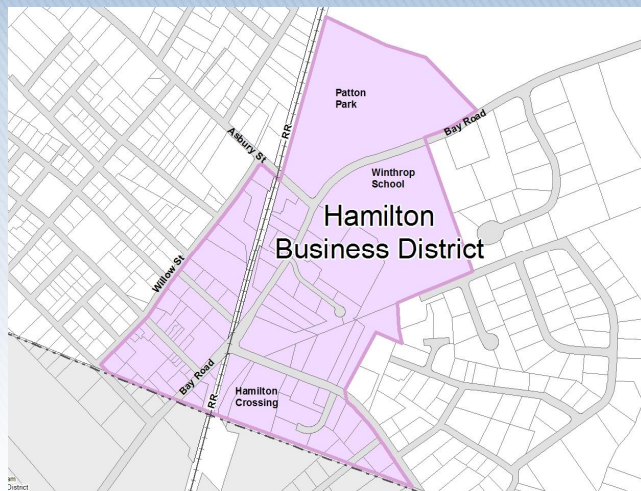 Patton
Park
Bay Road
RR
Asbury St
Winthrop
School
Hamilton
Business District
Willow St
Bay Road
Hamilton
Crossing
RR
District